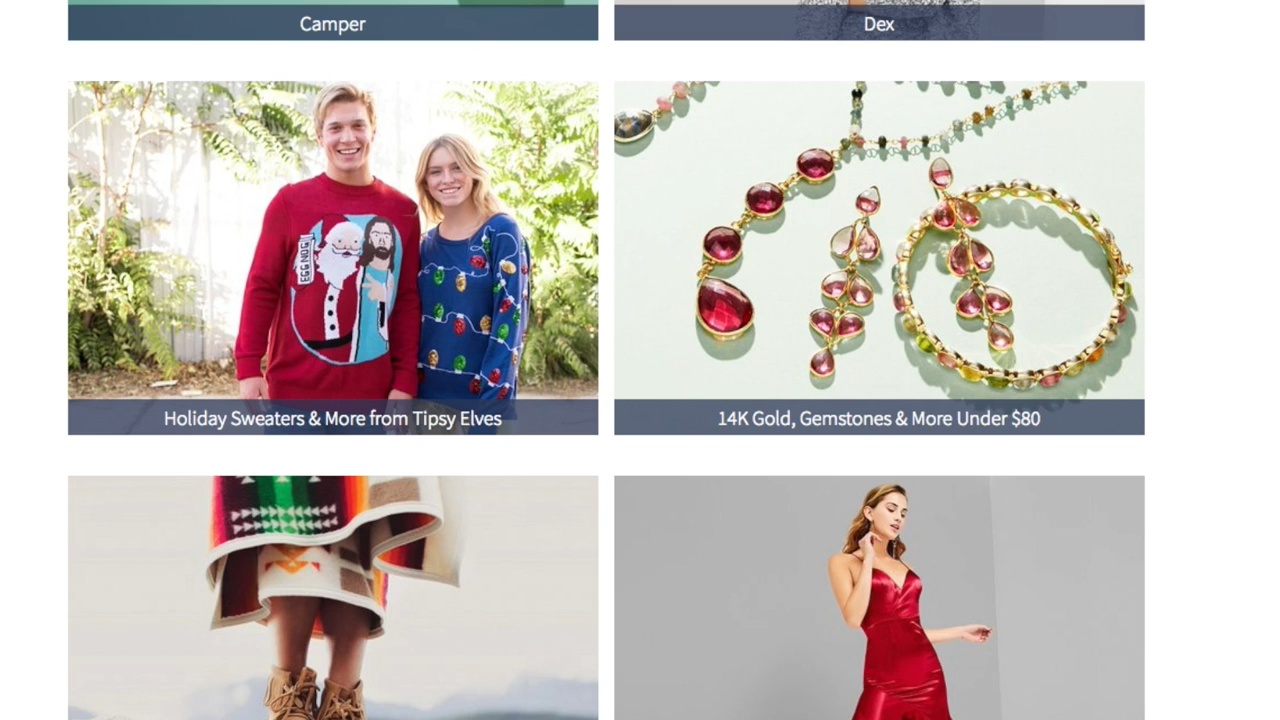 Camper
Dex
EGG NOG
Holiday Sweaters & More from Tipsy Elves
14K Gold, Gemstones & More Under $80